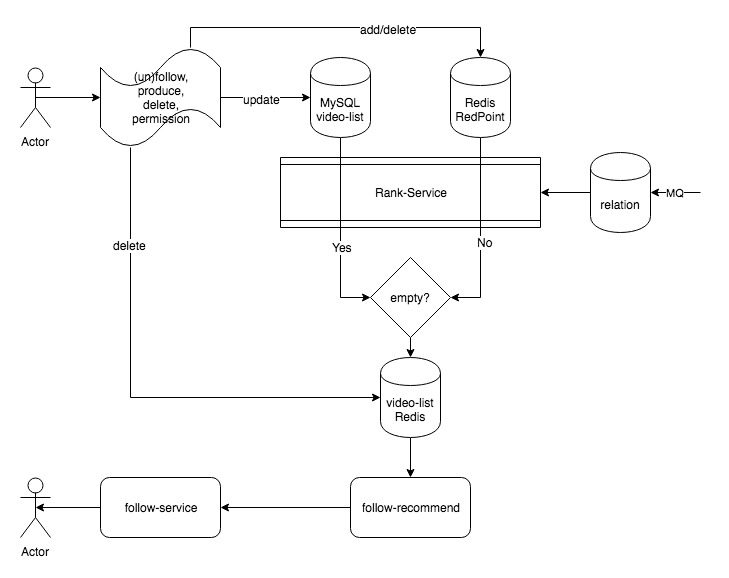 add/delete
(un)follow,
produce,
delete,
permission
update
MySQL
video-list
Redis
RedPoint
Actor
Rank-Service
relation
MQ
delete
Yes
No
empty?
video-list
Redis
follow-service
follow-recommend
Actor